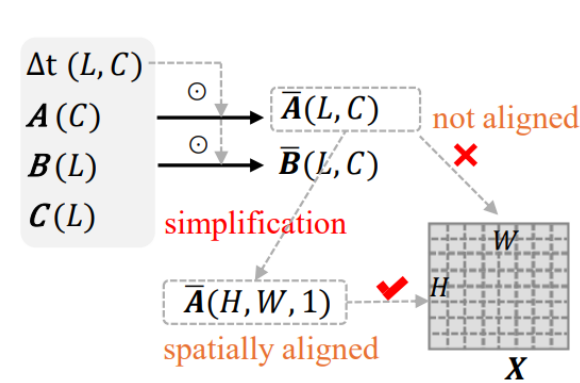 Δt (L, C)
⊙
A (C)
A̅(L, C)
not aligned
⊙
B (L)
B̅(L, C)
C (L)
simplification
W
H
A̅(H, W, 1)
spatially aligned
X